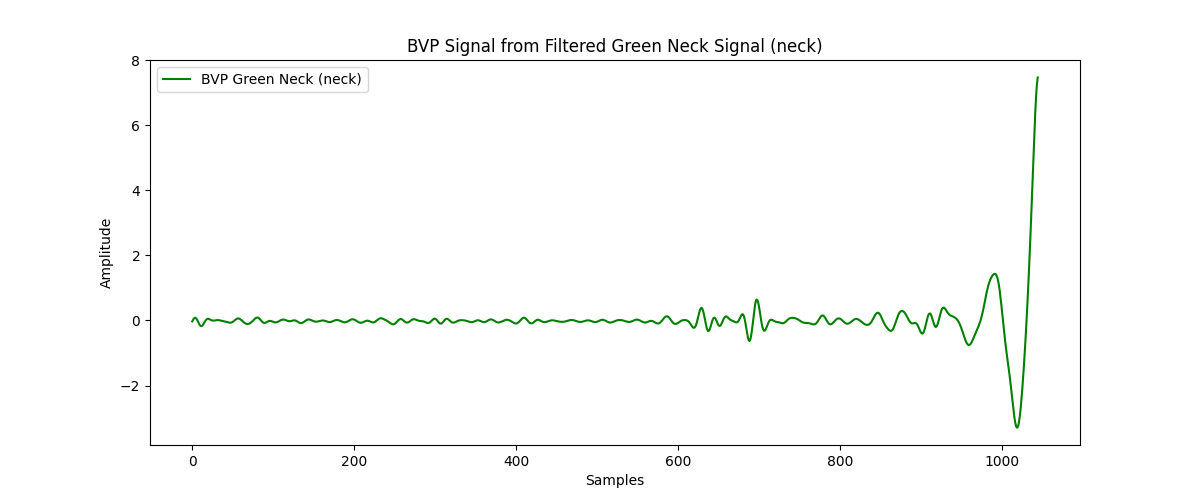 BVP Signal from Filtered Green Neck Signal (neck)
BVP Green Neck (neck)
8
6
4
2
0
−2
Amplitude
0 200 400 600 800 1000
Samples